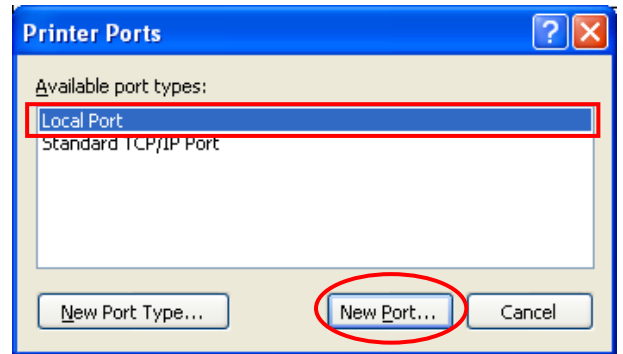 Printer Ports
Available port types:
Local Port
Standard TCP/IP Port
New Port Type... New Port... Cancel